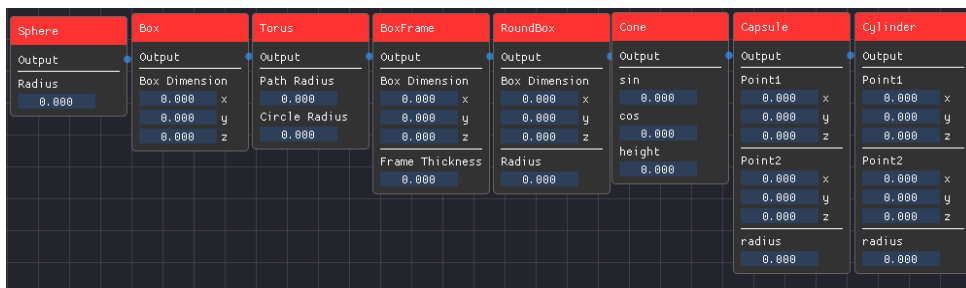 Sphere
Output
Radius
0.000
Box
Output
Box Dimension
0.000 x
0.000 y
0.000 z
Torus
Output
Path Radius
0.000
Circle Radius
0.000
BoxFrame
Output
Box Dimension
0.000 x
0.000 y
0.000 z
Frame Thickness
0.000
RoundBox
Output
Box Dimension
0.000 x
0.000 y
0.000 z
Radius
0.000
Cone
Output
sin
0.000
cos
0.000
height
0.000
Capsule
Output
Point1
0.000 x
0.000 y
0.000 z
Point2
0.000 x
0.000 y
0.000 z
radius
0.000
Cylinder
Output
Point1
0.000 x
0.000 y
0.000 z
Point2
0.000 x
0.000 y
0.000 z
radius
0.000